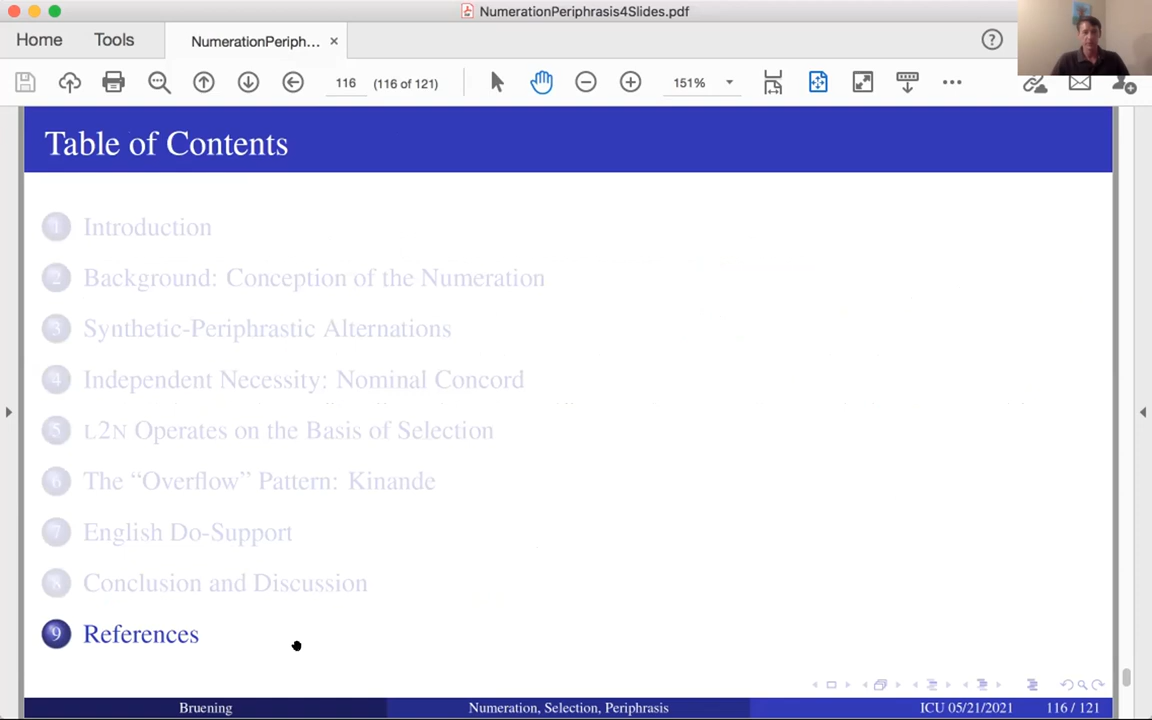 NumerationPeriphrasis4Slides.pdf
Home Tools NumerationPeriph... ×
116 (116 of 121) 151%
Table of Contents
1 Introduction
2 Background: Conception of the Numeration
3 Synthetic-Periphrastic Alternations
4 Independent Necessity: Nominal Concord
5 L2N Operates on the Basis of Selection
6 The “Overflow” Pattern: Kinande
7 English Do-Support
8 Conclusion and Discussion
9 References
Bruening Numeration, Selection, Periphrasis ICU 05/21/2021 116 / 121